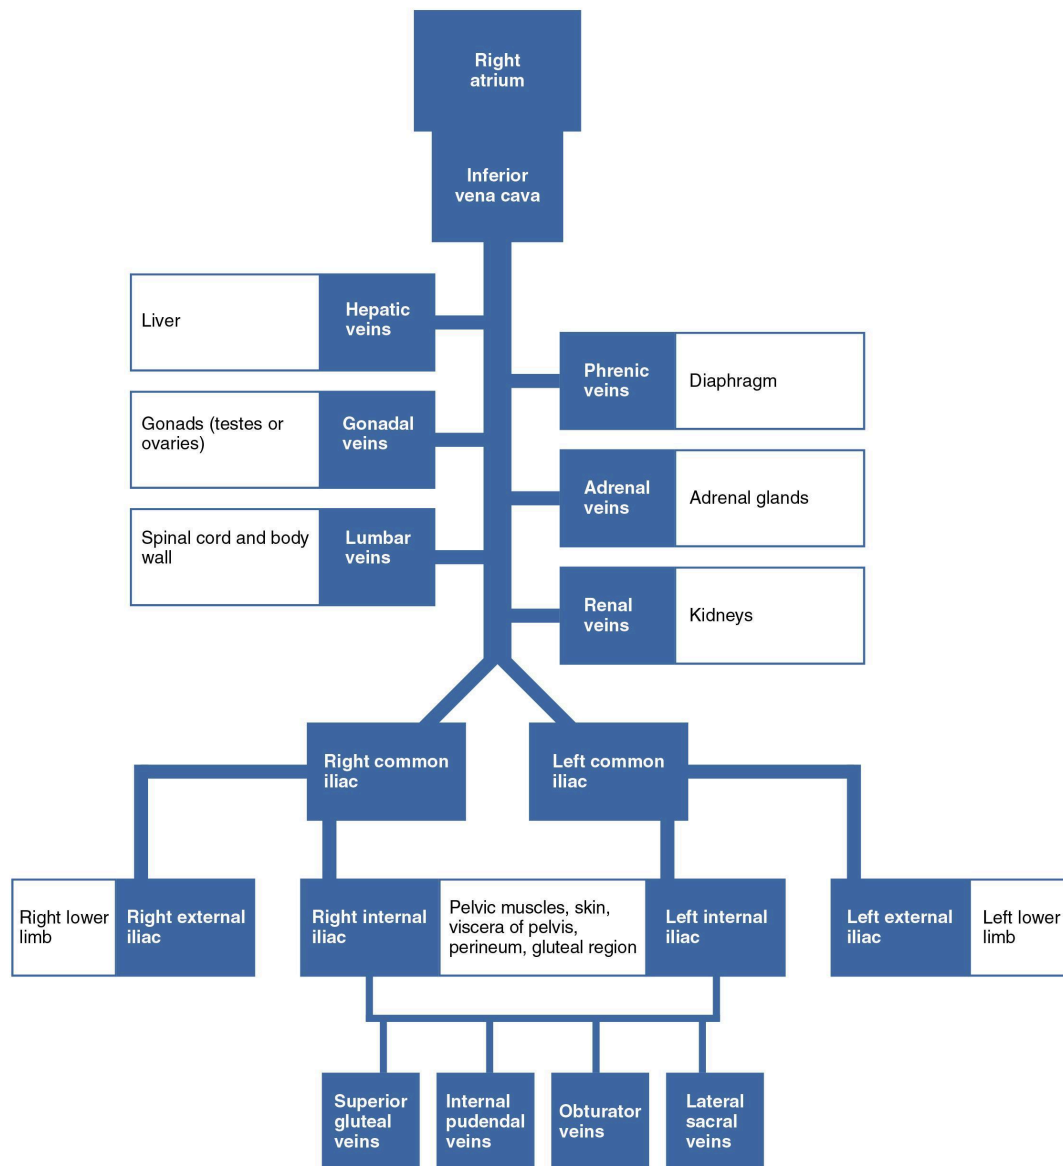 Right
atrium
Inferior
vena cava
Liver
Hepatic
veins
Phrenic
veins
Diaphragm
Gonads (testes or
ovaries)
Gonadal
veins
Adrenal
veins
Adrenal glands
Spinal cord and body
wall
Lumbar
veins
Renal
veins
Kidneys
Right common
iliac
Left common
iliac
Right lower
limb
Right external
iliac
Right internal
iliac
Pelvic muscles, skin,
viscera of pelvis,
perineum, gluteal region
Left internal
iliac
Left external
iliac
Left lower
limb
Superior
gluteal
veins
Internal
pudendal
veins
Obturator
veins
Lateral
sacral
veins